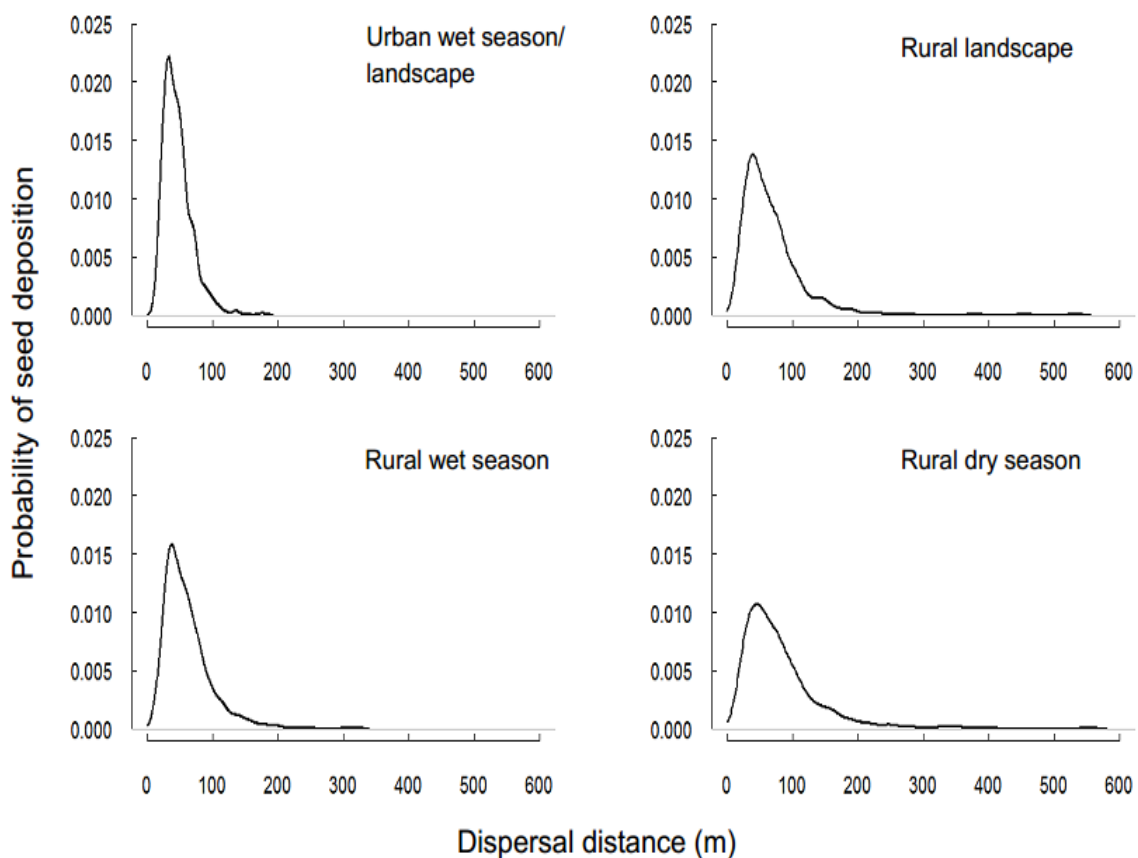 Probability of seed deposition
0.025
0.020
0.015
0.010
0.005
0.000
Urban wet season/
landscape
0 100 200 300 400 500 600
0.025
0.020
0.015
0.010
0.005
0.000
Rural landscape
0 100 200 300 400 500 600
0.025
0.020
0.015
0.010
0.005
0.000
Rural wet season
0 100 200 300 400 500 600
0.025
0.020
0.015
0.010
0.005
0.000
Rural dry season
0 100 200 300 400 500 600
Dispersal distance (m)